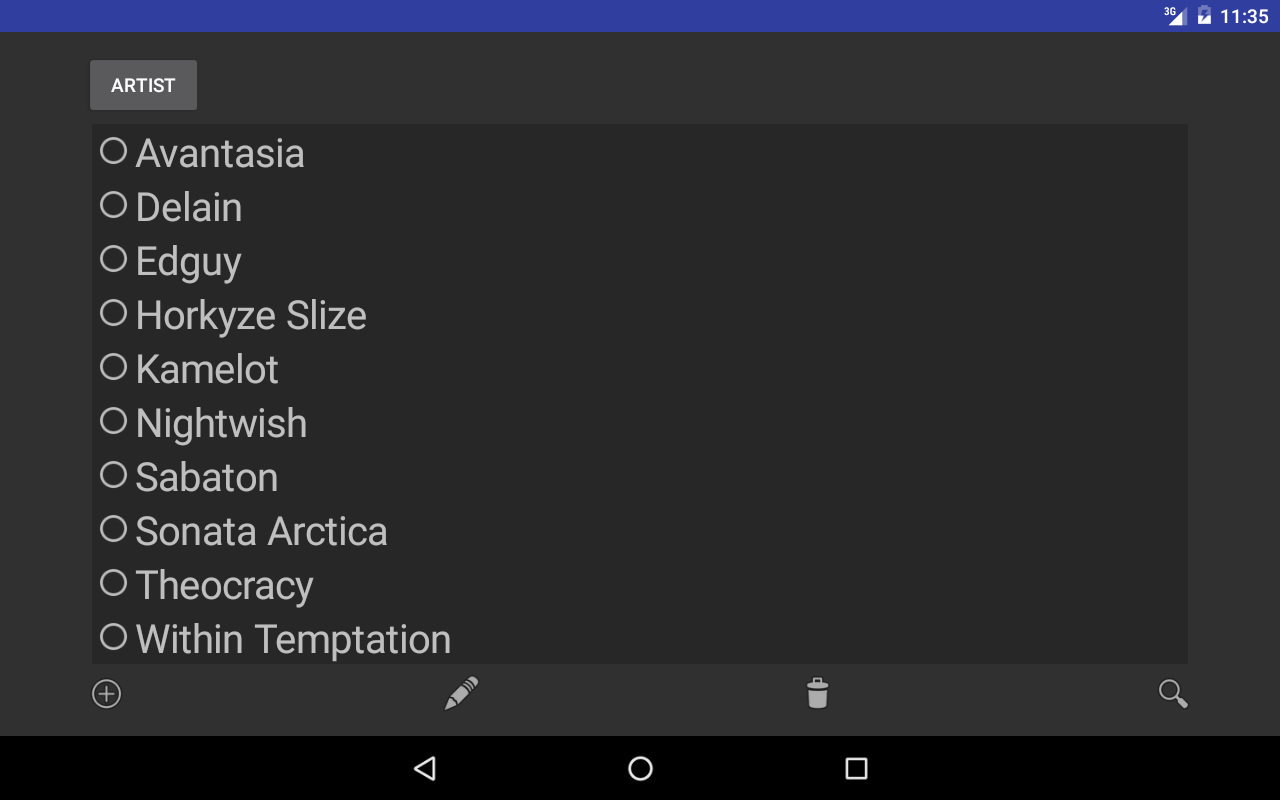 3G 11:35
ARTIST
Avantasia
Delain
Edguy
Horkyze Slize
Kamelot
Nightwish
Sabaton
Sonata Arctica
Theocracy
Within Temptation